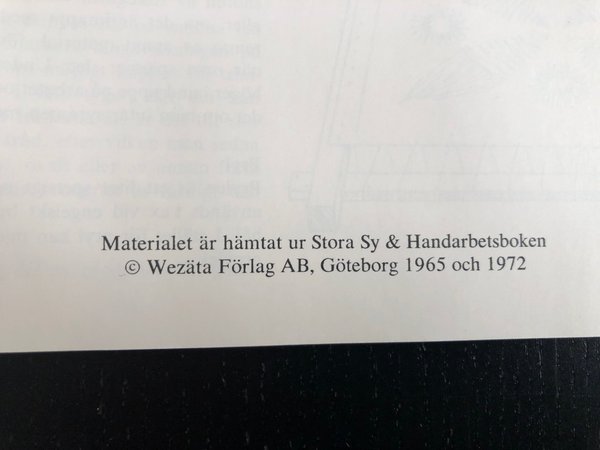 Materialet är hämtat ur Stora Sy & Handarbetsboken
© Wezäta Förlag AB, Göteborg 1965 och 1972